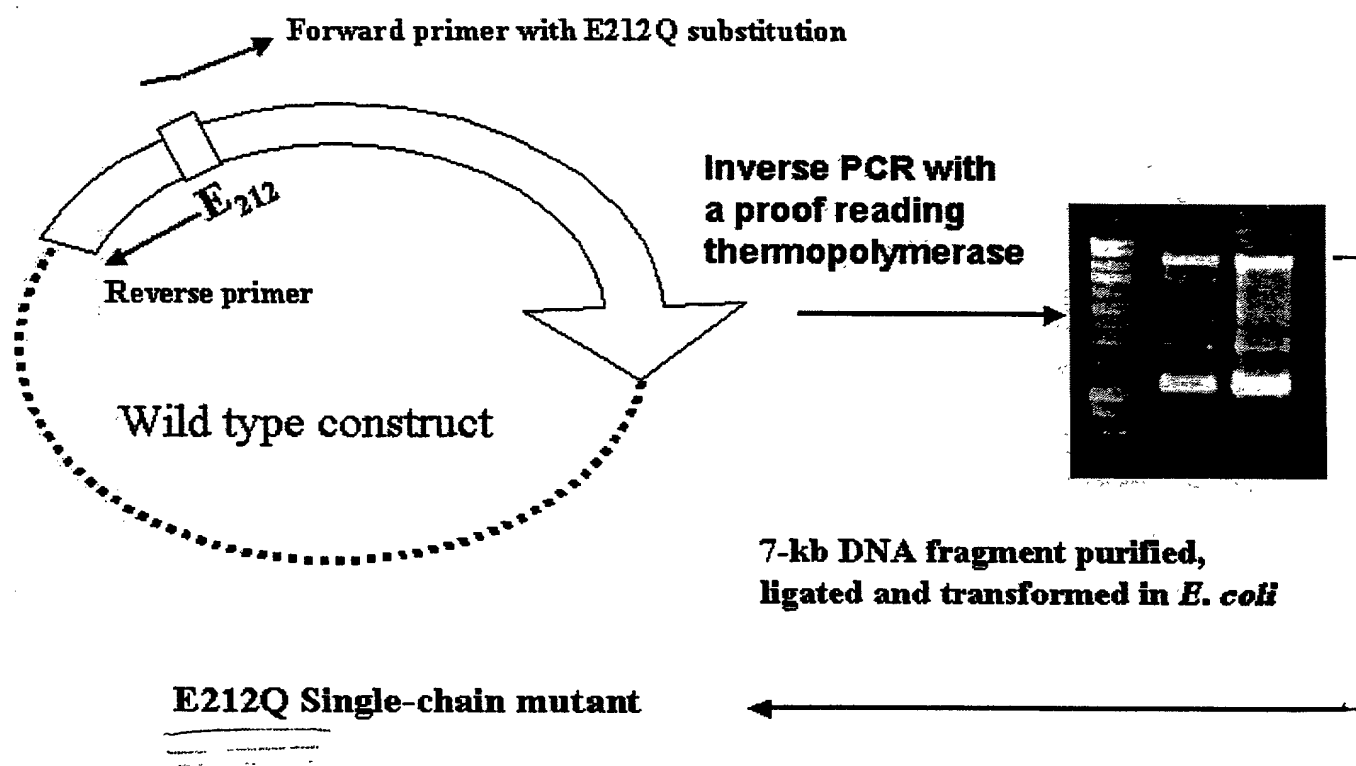 Forward primer with E212Q substitution
E212
Reverse primer
Wild type construct
Inverse PCR with
a proof reading
thermopolymerase
7-kb DNA fragment purified,
ligated and transformed in E. coli
E212Q Single-chain mutant